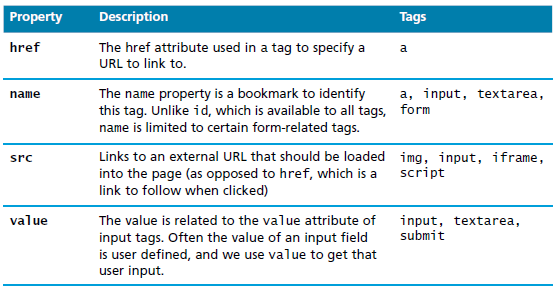 Property Description Tags
href The href attribute used in a tag to specify a a
URL to link to.
name The name property is a bookmark to identify a, input, textarea,
this tag. Unlike id, which is available to all tags, form
name is limited to certain form-related tags.
src Links to an external URL that should be loaded img, input, iframe,
into the page (as opposed to href, which is a script
link to follow when clicked)
value The value is related to the value attribute of input, textarea,
input tags. Often the value of an input field submit
is user defined, and we use value to get that
user input.